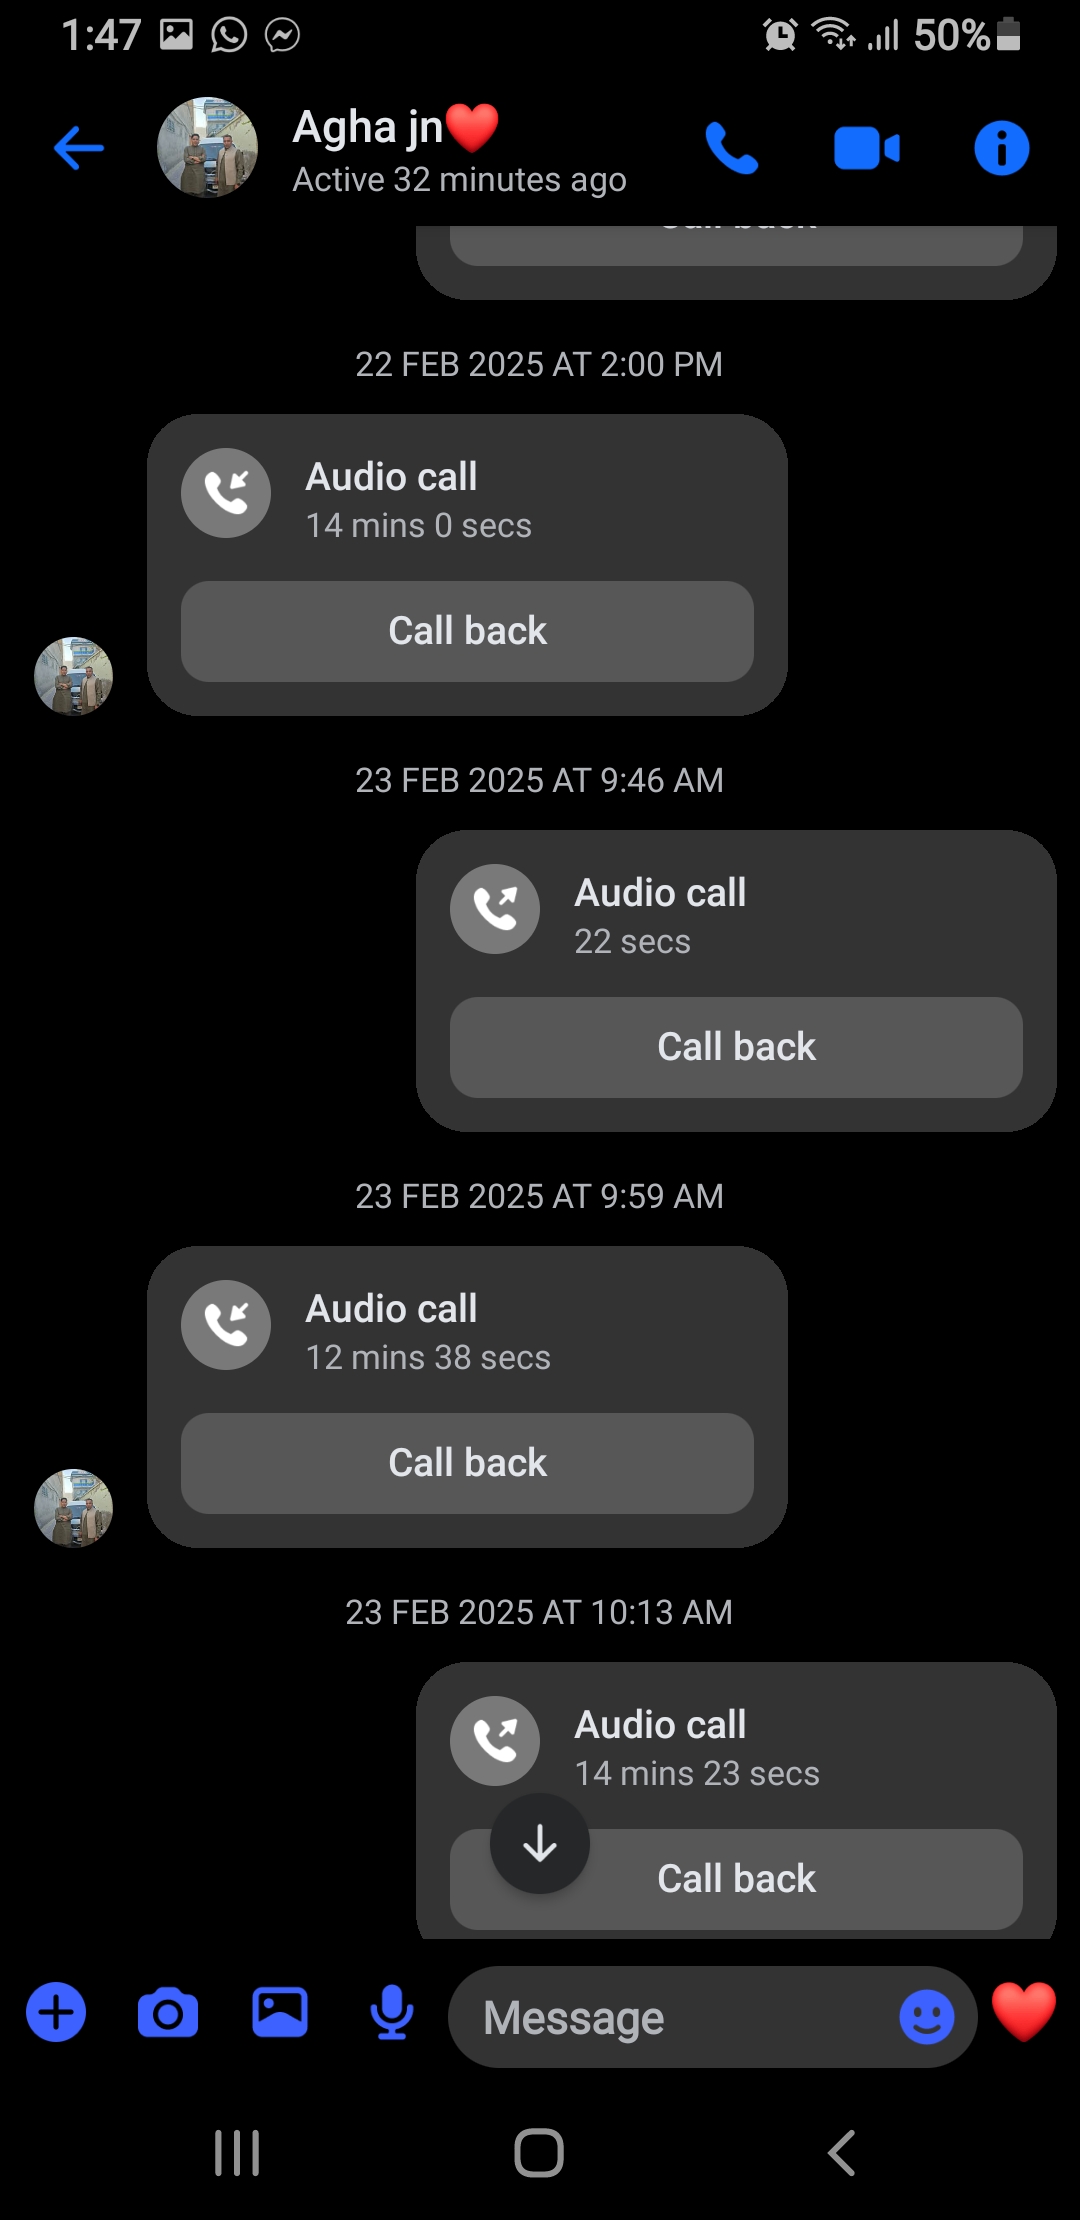 1:47
50%
Agha jn❤️
Active 32 minutes ago
Call back
22 FEB 2025 AT 2:00 PM
Audio call
14 mins 0 secs
Call back
23 FEB 2025 AT 9:46 AM
Audio call
22 secs
Call back
23 FEB 2025 AT 9:59 AM
Audio call
12 mins 38 secs
Call back
23 FEB 2025 AT 10:13 AM
Audio call
14 mins 23 secs
Call back
Message